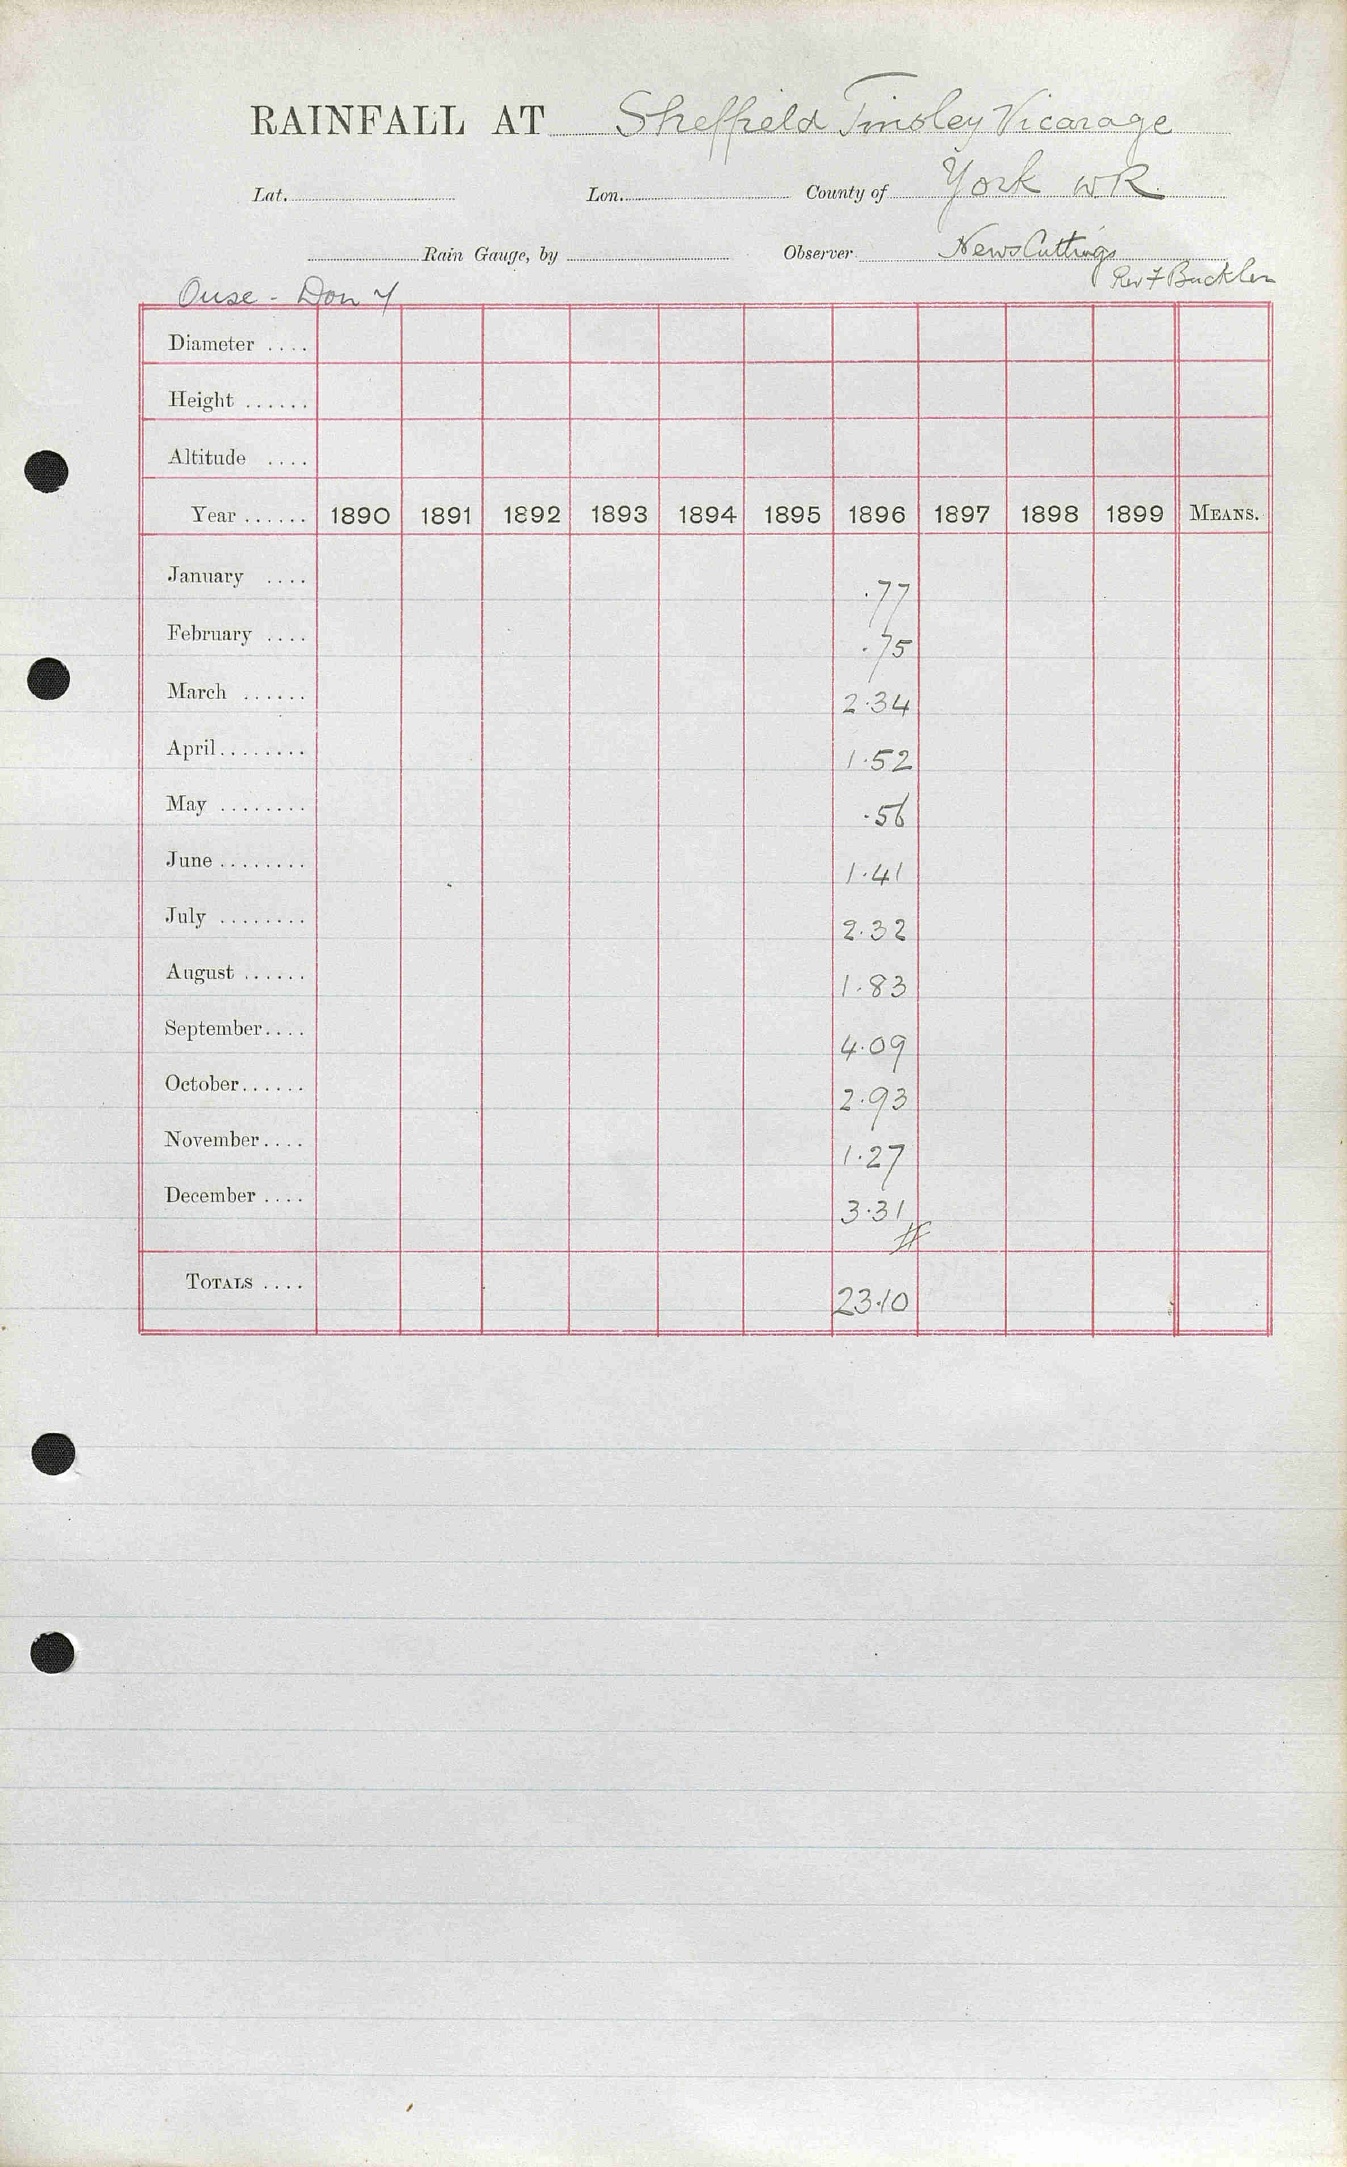 RAINFALL AT Sheffield Tinsley Vicarage
Lat. Lon. County of York WR
Rain Gauge, by Observer News Cuttings
Rev F Buckler
Ouse - Don 4
Diameter ....
Height ......
Altitude ....
Year ...... 1890 1891 1892 1893 1894 1895 1896 1897 1898 1899 MEANS.
January .... .77
February .... .75
March ...... 2.34
April ........ 1.52
May ........ .56
June ........ 1.41
July ........ 2.32
August ...... 1.83
September .... 4.09
October ...... 2.93
November .... 1.27
December .... 3.31
TOTALS .... 23.10